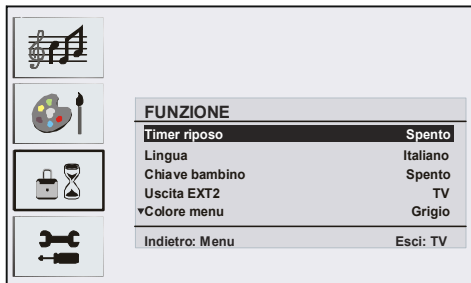 FUNZIONE
Timer riposo Spento
Lingua Italiano
Chiave bambino Spento
Uscita EXT2 TV
▾Colore menu Grigio
Indietro: Menu Esci: TV